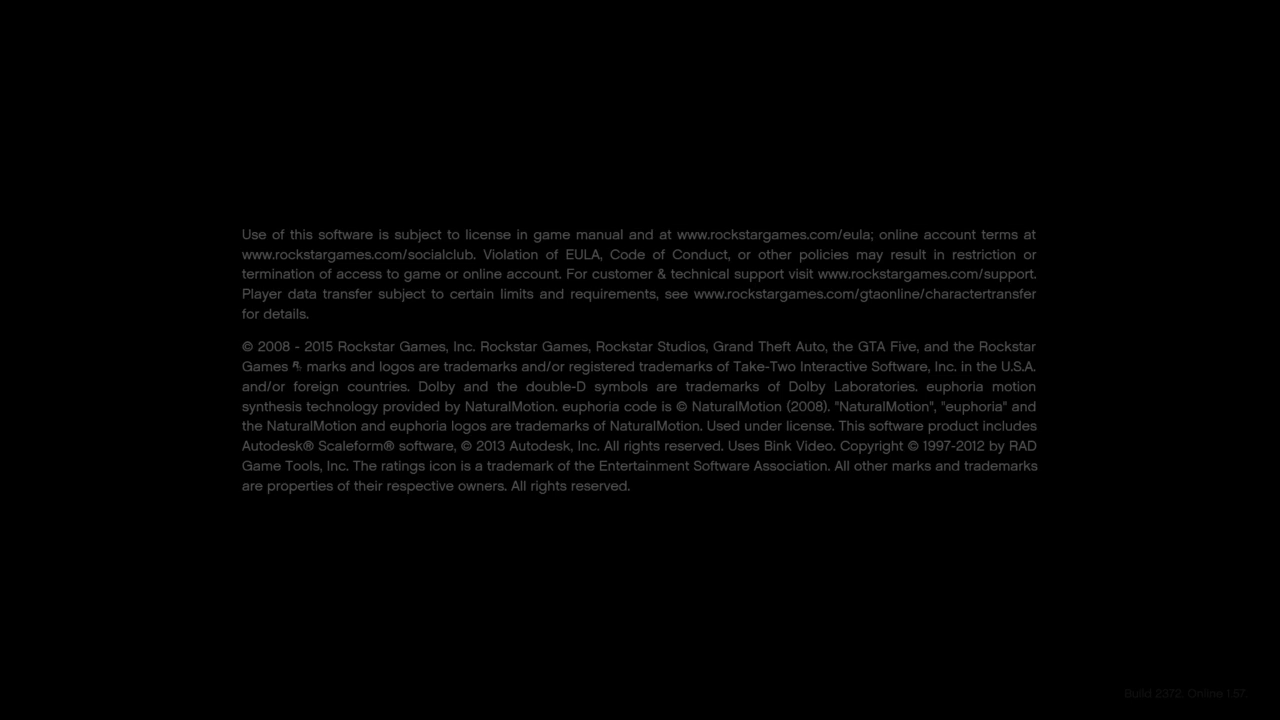 Use of this software is subject to license in game manual and at www.rockstargames.com/eula; online account terms at
www.rockstargames.com/socialclub. Violation of EULA, Code of Conduct, or other policies may result in restriction or
termination of access to game or online account. For customer & technical support visit www.rockstargames.com/support.
Player data transfer subject to certain limits and requirements, see www.rockstargames.com/gtaonline/charactertransfer
for details.
© 2008 - 2015 Rockstar Games, Inc. Rockstar Games, Rockstar Studios, Grand Theft Auto, the GTA Five, and the Rockstar
Games R* marks and logos are trademarks and/or registered trademarks of Take-Two Interactive Software, Inc. in the U.S.A.
and/or foreign countries. Dolby and the double-D symbols are trademarks of Dolby Laboratories. euphoria motion
synthesis technology provided by NaturalMotion. euphoria code is © NaturalMotion (2008). "NaturalMotion", "euphoria" and
the NaturalMotion and euphoria logos are trademarks of NaturalMotion. Used under license. This software product includes
Autodesk® Scaleform® software, © 2013 Autodesk, Inc. All rights reserved. Uses Bink Video. Copyright © 1997-2012 by RAD
Game Tools, Inc. The ratings icon is a trademark of the Entertainment Software Association. All other marks and trademarks
are properties of their respective owners. All rights reserved.
Build 2372. Online 1.57.